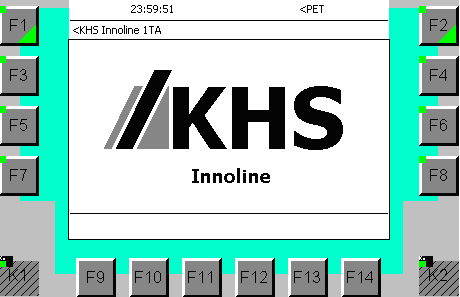 23:59:51 <PET
F1 <KHS Innoline 1TA F2
F3 F4
KHS
F5 F6
Innoline
F7 F8
K1 F9 F10 F11 F12 F13 F14 K2